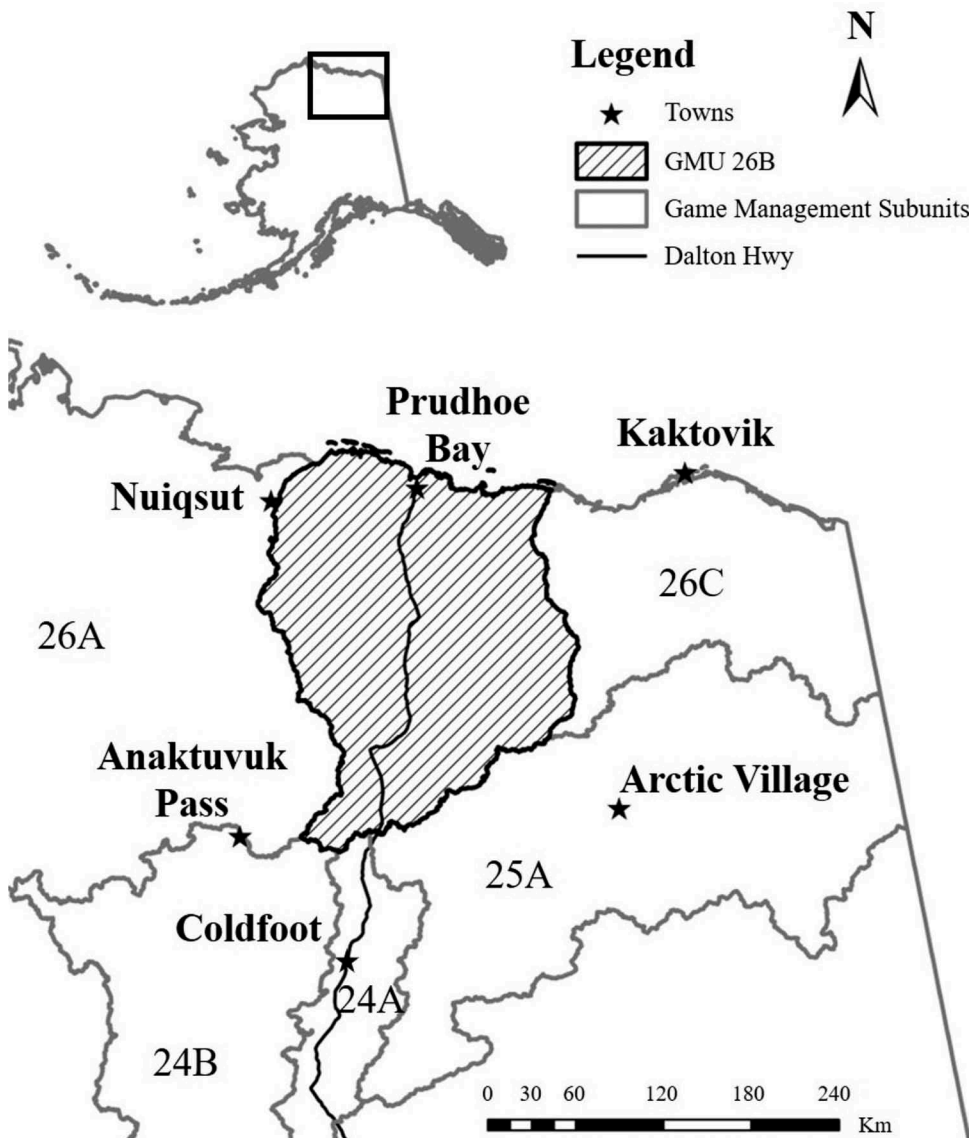 N
Legend
Towns
GMU 26B
Game Management Subunits
Dalton Hwy
Prudhoe
Bay
Kaktovik
Nuiqsut
26C
26A
Anaktuvuk
Pass
Arctic Village
25A
Coldfoot
24A
24B
0 30 60 120 180 240
Km